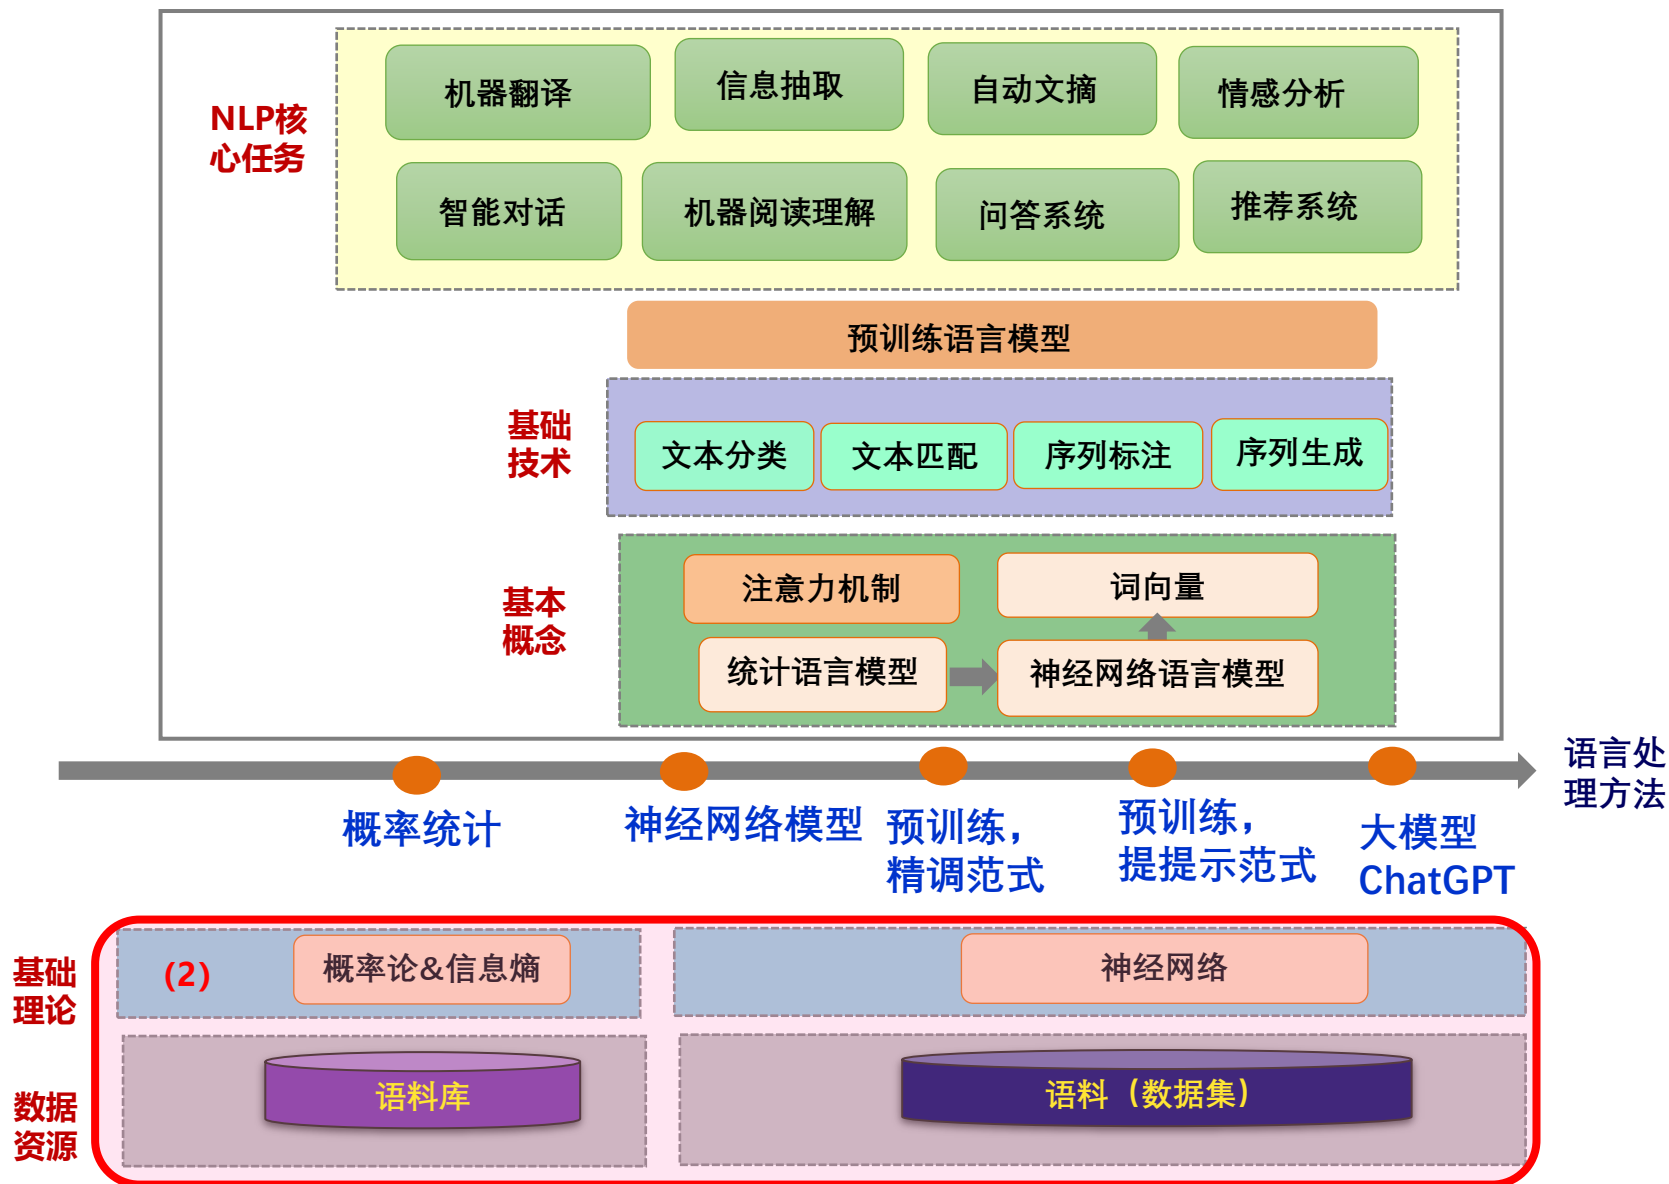 NLP核
心任务
机器翻译
信息抽取
自动文摘
情感分析
智能对话
机器阅读理解
问答系统
推荐系统
预训练语言模型
基础
技术
文本分类
文本匹配
序列标注
序列生成
基本
概念
注意力机制
词向量
统计语言模型
神经网络语言模型
语言处
理方法
概率统计
神经网络模型
预训练,
精调范式
预训练,
提提示范式
大模型
ChatGPT
基础
理论
(2)
概率论&信息熵
神经网络
数据
资源
语料库
语料（数据集）